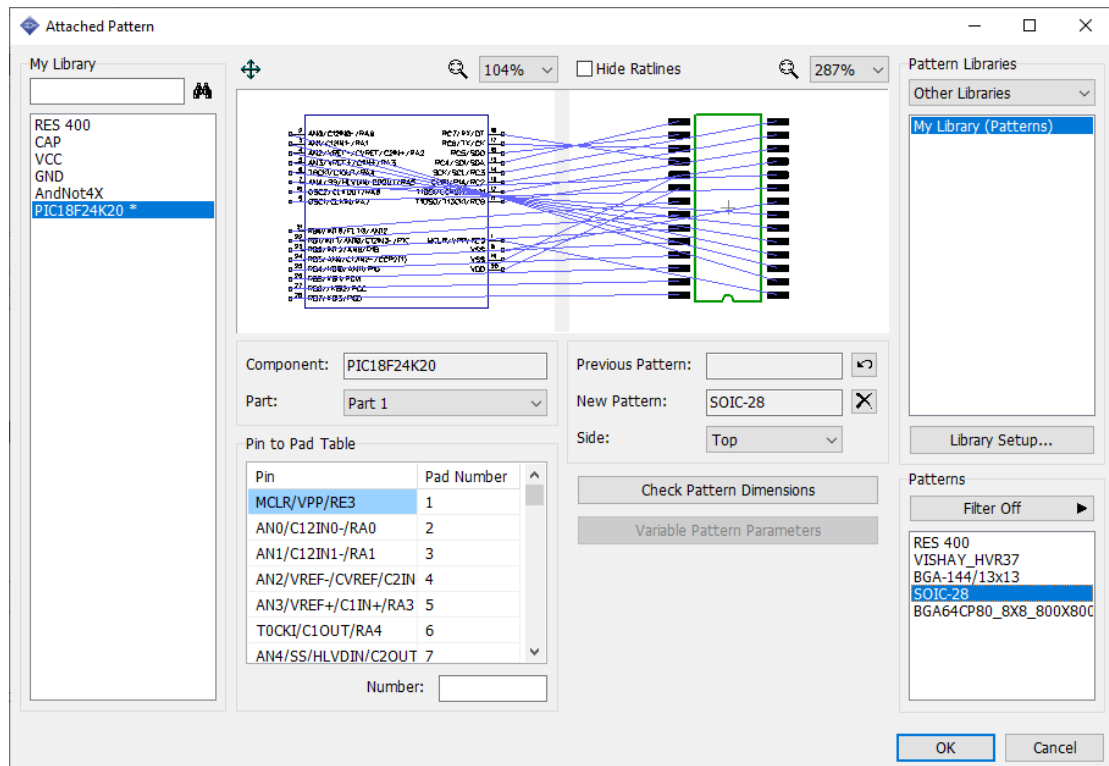 Attached Pattern
My Library
104%
Hide Ratlines
287%
Pattern Libraries
Other Libraries
RES 400
CAP
VCC
GND
AndNot4X
PIC18F24K20 *
My Library (Patterns)
Component:
PIC18F24K20
Part:
Part 1
Previous Pattern:
New Pattern:
SOIC-28
Side:
Top
Library Setup...
Pin to Pad Table
Pin
Pad Number
MCLR/VPP/RE3
1
AN0/C12IN0-/RA0
2
AN1/C12IN1-/RA1
3
AN2/VREF-/CVREF/C2IN
4
AN3/VREF+/C1IN+/RA3
5
T0CKI/C1OUT/RA4
6
AN4/SS/HLVDIN/C2OUT
7
Number:
Check Pattern Dimensions
Variable Pattern Parameters
Patterns
Filter Off
RES 400
VISHAY_HVR37
BGA-144/13x13
SOIC-28
BGA64CP80_8X8_800X800
OK
Cancel